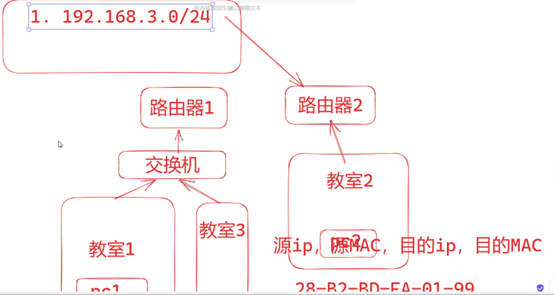 1. 192.168.3.0/24
路由器1
路由器2
交换机
教室2
教室3
教室1
pc2
源ip，源MAC，目的ip，目的MAC
pc1
28-B2-BD-FA-01-99